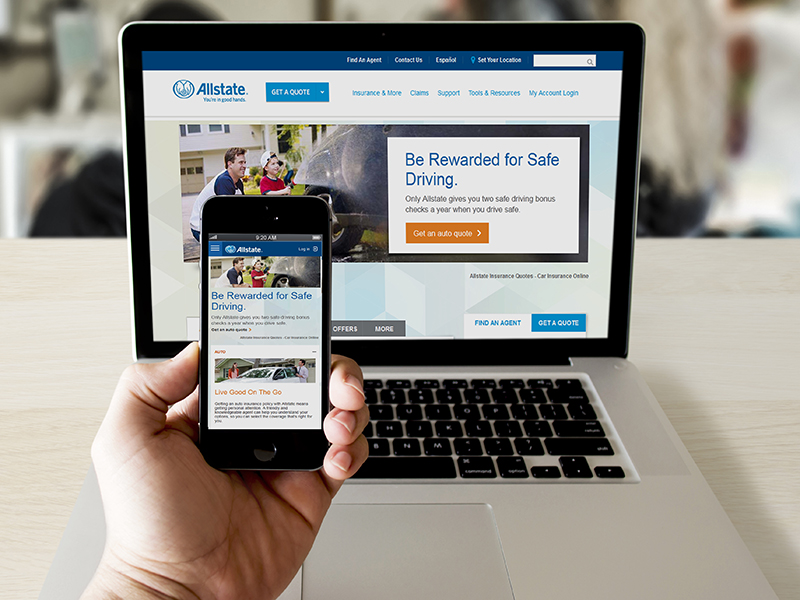 Find An Agent Contact Us Español Set Your Location
Allstate.
You're in good hands.
GET A QUOTE
Insurance & More Claims Support Tools & Resources My Account Login
Be Rewarded for Safe
Driving.
Only Allstate gives you two safe driving bonus
checks a year when you drive safe.
Get an auto quote
Allstate Insurance Quotes - Car Insurance Online
OFFERS MORE
FIND AN AGENT GET A QUOTE
9:20 AM
Allstate. Log in
Be Rewarded for Safe
Driving.
Only Allstate gives you two safe driving bonus
checks a year when you drive safe.
Get an auto quote
Allstate Insurance Quotes - Car Insurance Online
AUTO
Live Good On The Go
Getting an auto insurance policy with Allstate means
getting personal attention. A friendly and
knowledgeable agent can help you understand your
options, so you can select the coverage that's right for
you.
command option